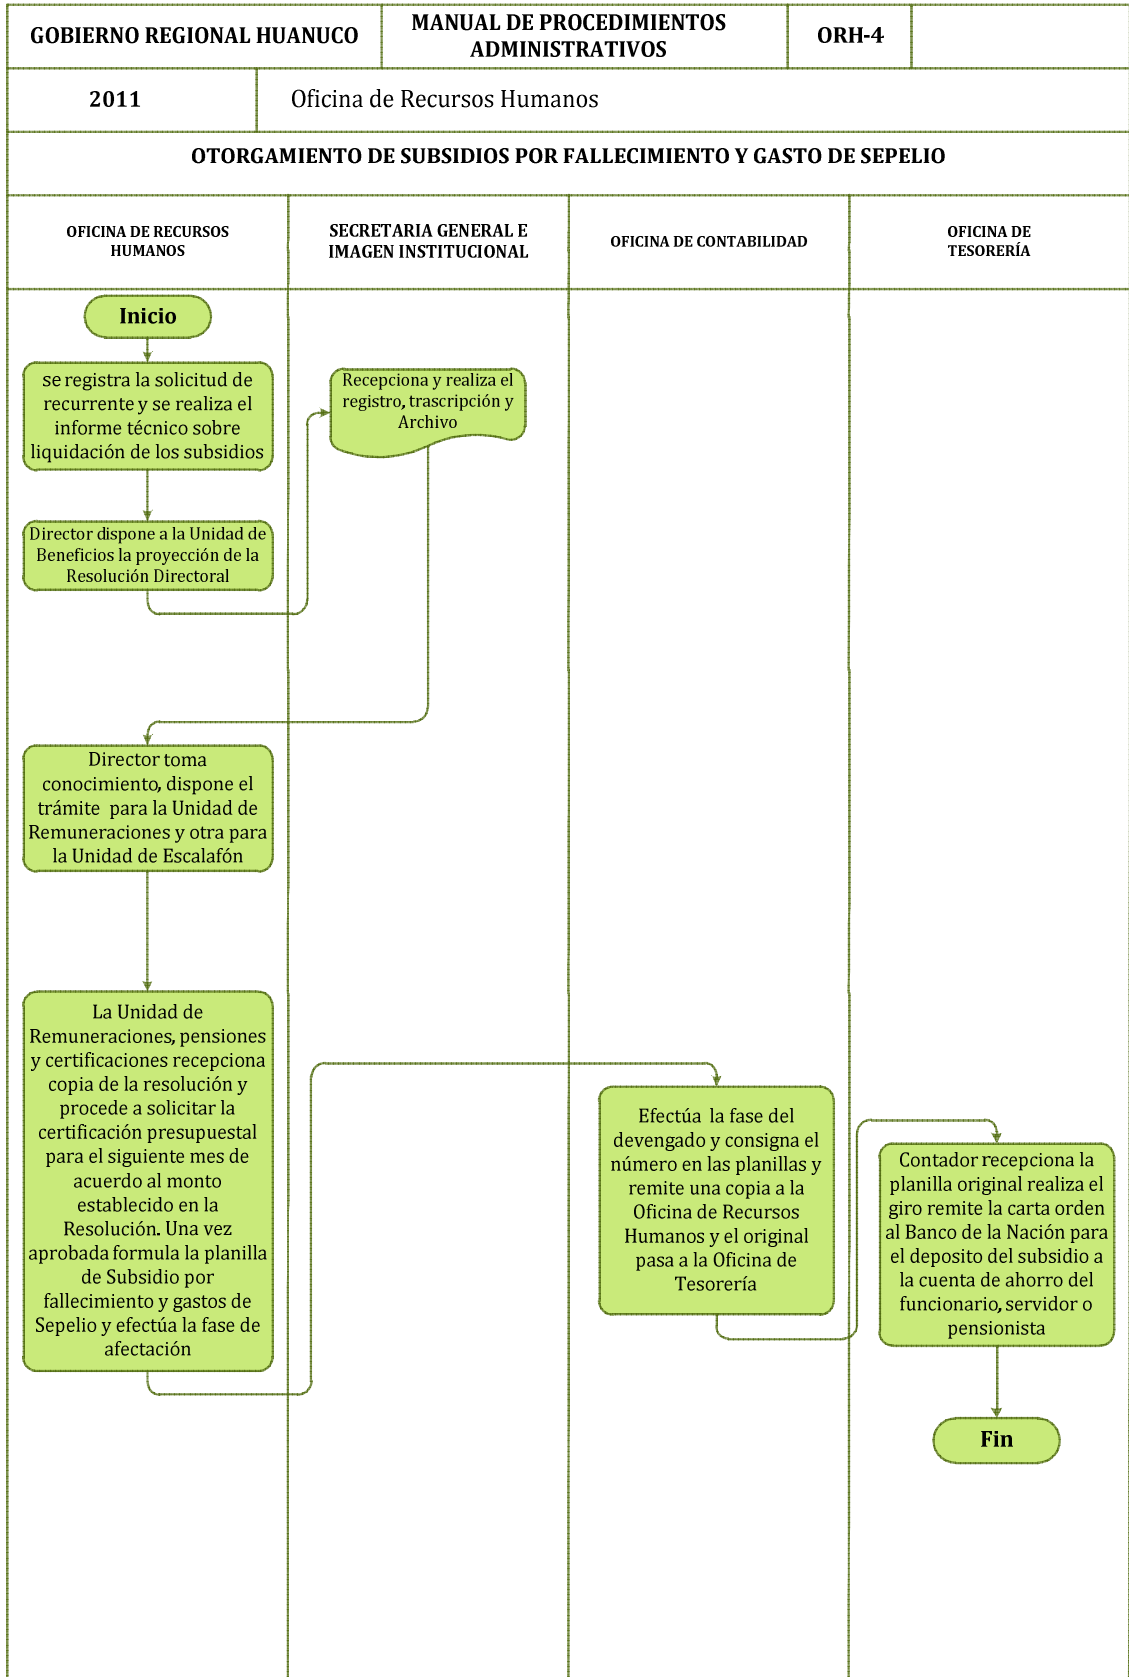 GOBIERNO REGIONAL HUANUCO
MANUAL DE PROCEDIMIENTOS
ADMINISTRATIVOS
ORH-4
2011
Oficina de Recursos Humanos
OTORGAMIENTO DE SUBSIDIOS POR FALLECIMIENTO Y GASTO DE SEPELIO
OFICINA DE RECURSOS
HUMANOS
SECRETARIA GENERAL E
IMAGEN INSTITUCIONAL
OFICINA DE CONTABILIDAD
OFICINA DE
TESORERÍA
Inicio
se registra la solicitud de
recurrente y se realiza el
informe técnico sobre
liquidación de los subsidios
Recepciona y realiza el
registro, trascripción y
Archivo
Director dispone a la Unidad de
Beneficios la proyección de la
Resolución Directoral
Director toma
conocimiento, dispone el
trámite para la Unidad de
Remuneraciones y otra para
la Unidad de Escalafón
La Unidad de
Remuneraciones, pensiones
y certificaciones recepciona
copia de la resolución y
procede a solicitar la
certificación presupuestal
para el siguiente mes de
acuerdo al monto
establecido en la
Resolución. Una vez
aprobada formula la planilla
de Subsidio por
fallecimiento y gastos de
Sepelio y efectúa la fase de
afectación
Efectúa la fase del
devengado y consigna el
número en las planillas y
remite una copia a la
Oficina de Recursos
Humanos y el original
pasa a la Oficina de
Tesorería
Contador recepciona la
planilla original realiza el
giro remite la carta orden
al Banco de la Nación para
el deposito del subsidio a
la cuenta de ahorro del
funcionario, servidor o
pensionista
Fin